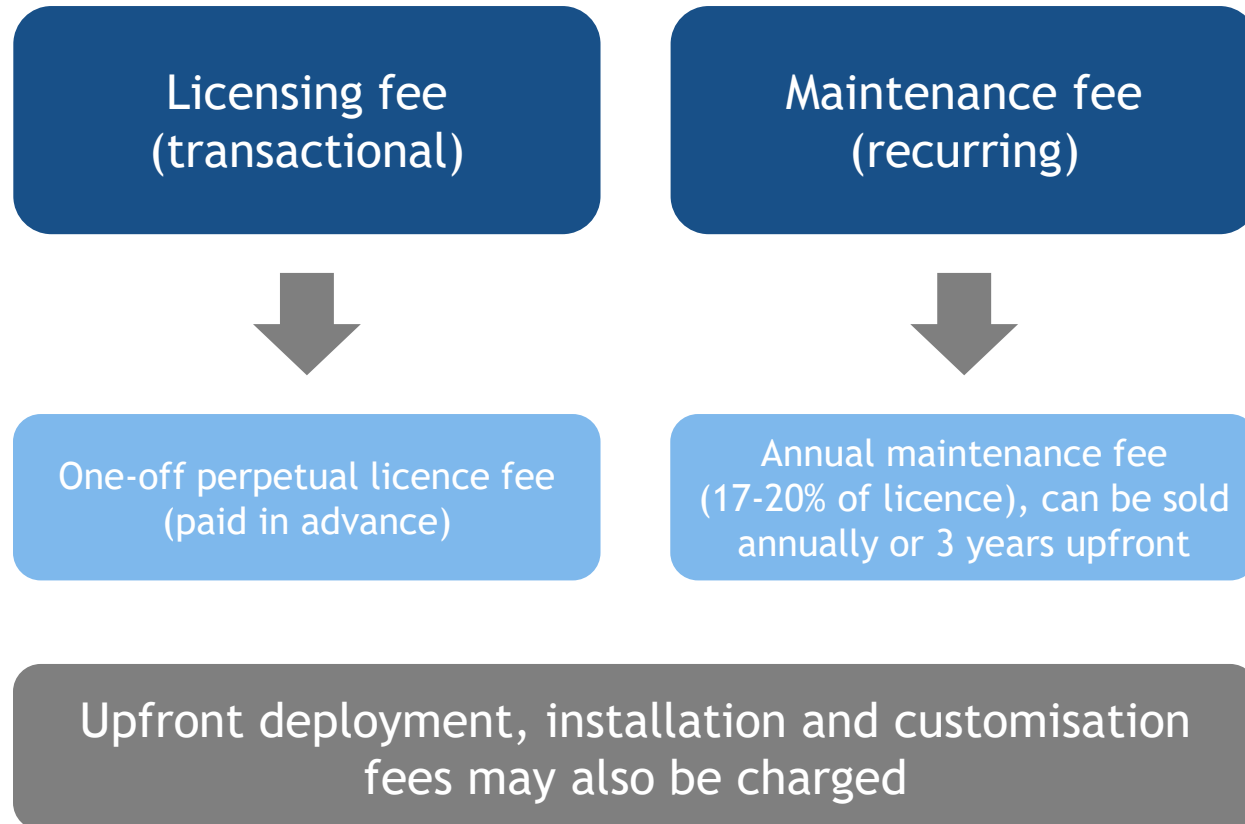 Licensing fee
(transactional)
Maintenance fee
(recurring)
One-off perpetual licence fee
(paid in advance)
Annual maintenance fee
(17-20% of licence), can be sold
annually or 3 years upfront
Upfront deployment, installation and customisation
fees may also be charged